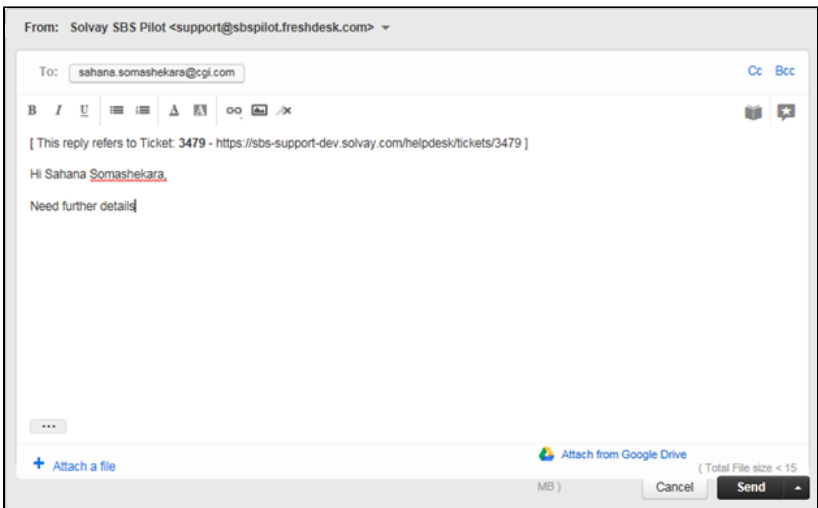 From: Solvay SBS Pilot <support@sbspilot.freshdesk.com>
To: sahana.somashekara@cgi.com Cc Bcc
B I U A A
[ This reply refers to Ticket: 3479 - https://sbs-support-dev.solvay.com/helpdesk/tickets/3479 ]
Hi Sahana Somashekara,
Need further details
...
+ Attach a file Attach from Google Drive ( Total File size < 15
MB ) Cancel Send